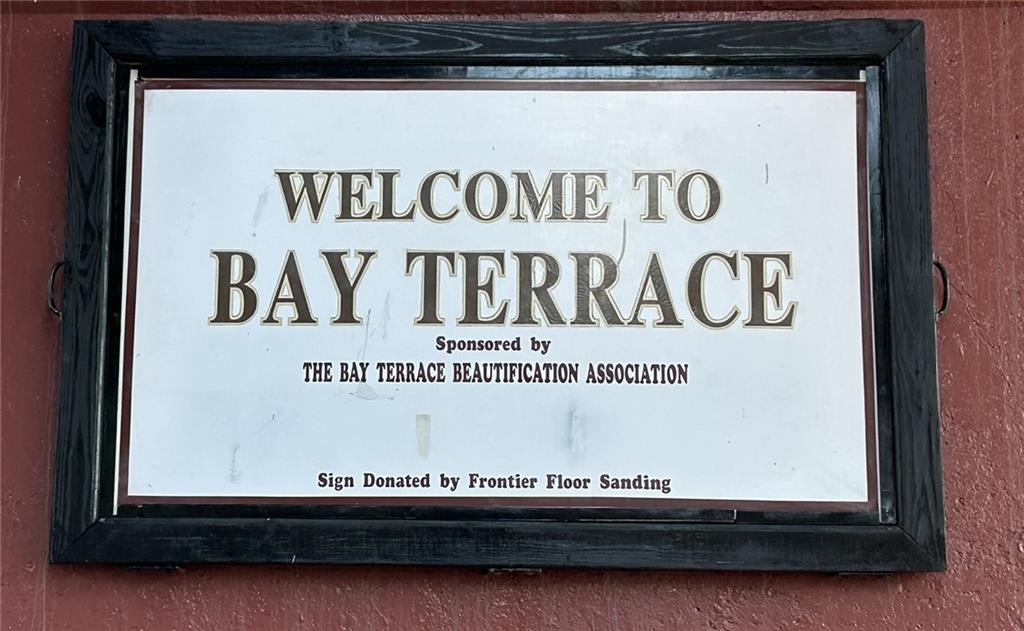 WELCOME TO
BAY TERRACE
Sponsored by
THE BAY TERRACE BEAUTIFICATION ASSOCIATION
Sign Donated by Frontier Floor Sanding